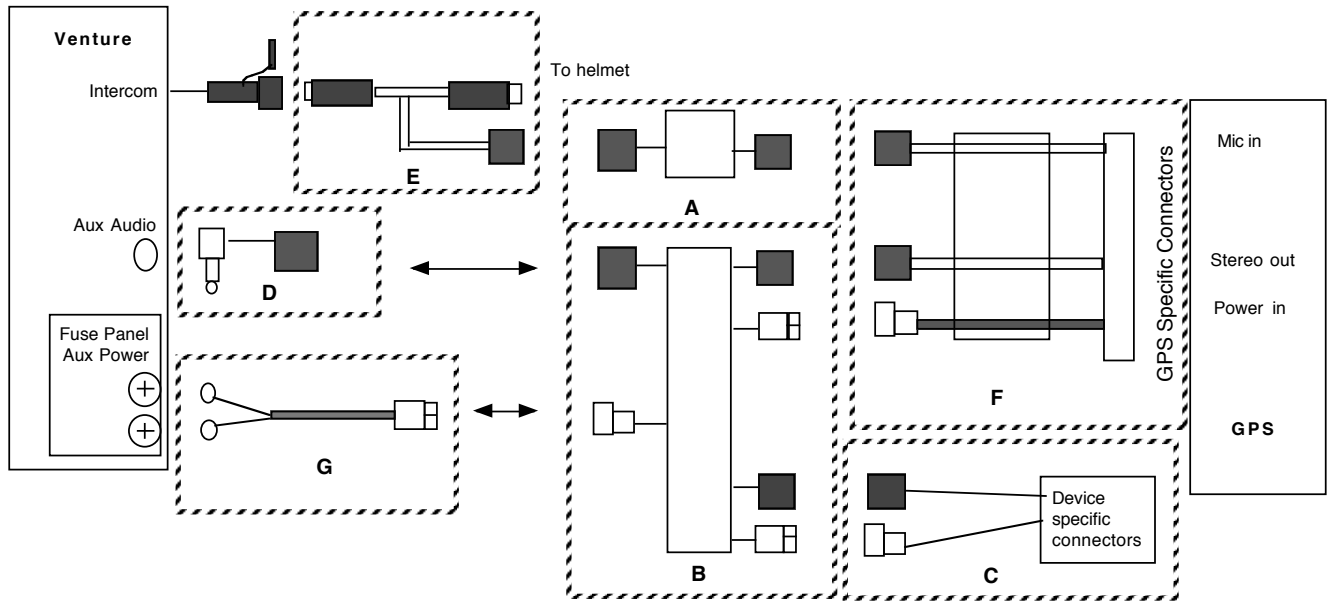 Venture
Intercom
To helmet
E
A
Mic in
Aux Audio
D
Stereo out
Power in
GPS Specific Connectors
Fuse Panel
Aux Power
F
GPS
G
B
Device
specific
connectors
C